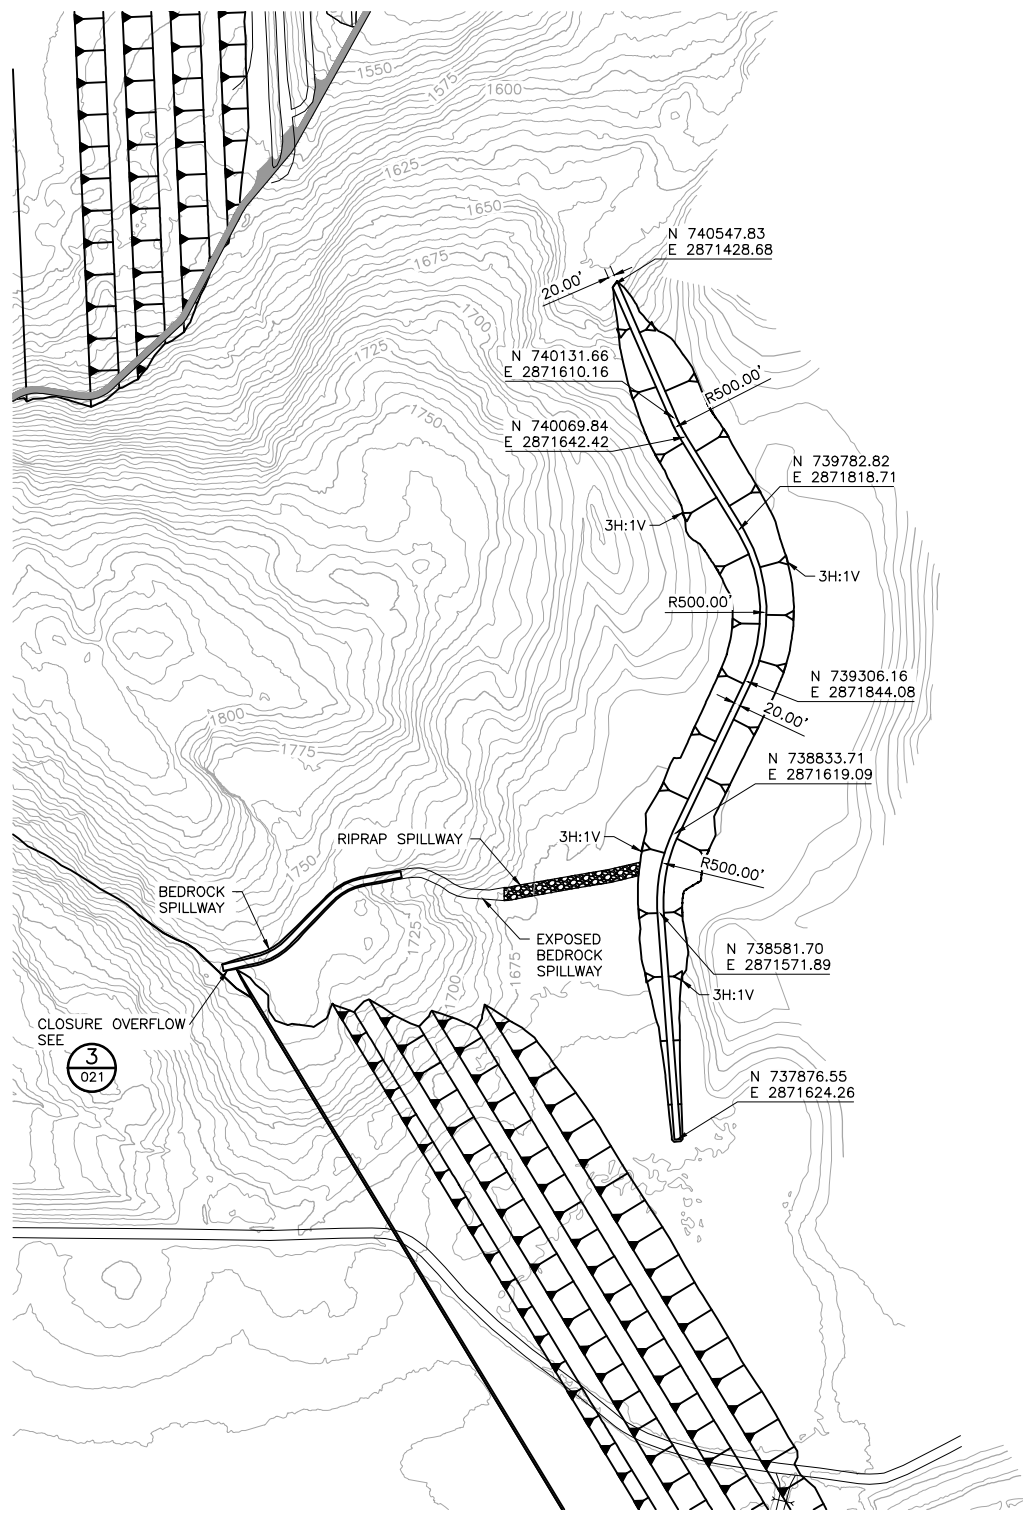 1550
1575
1600
1625
1650
N 740547.83
E 2871428.68
1675
20.00'
1700
1725
N 740131.66
E 2871610.16
R500.00'
1750
N 740069.84
E 2871642.42
N 739782.82
E 2871818.71
3H:1V
3H:1V
R500.00'
N 739306.16
E 2871844.08
20.00'
1800
1775
N 738833.71
E 2871619.09
RIPRAP SPILLWAY
3H:1V
R500.00'
1750
BEDROCK
SPILLWAY
1725
EXPOSED
BEDROCK
SPILLWAY
1675
N 738581.70
E 2871571.89
1700
3H:1V
CLOSURE OVERFLOW
SEE
3
021
N 737876.55
E 2871624.26